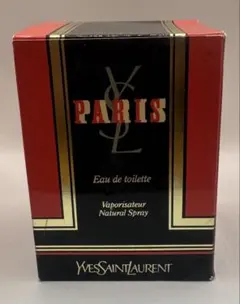 YSL
PARIS
Eau de toilette
Vaporisateur
Natural Spray
YVESSAINTLAURENT